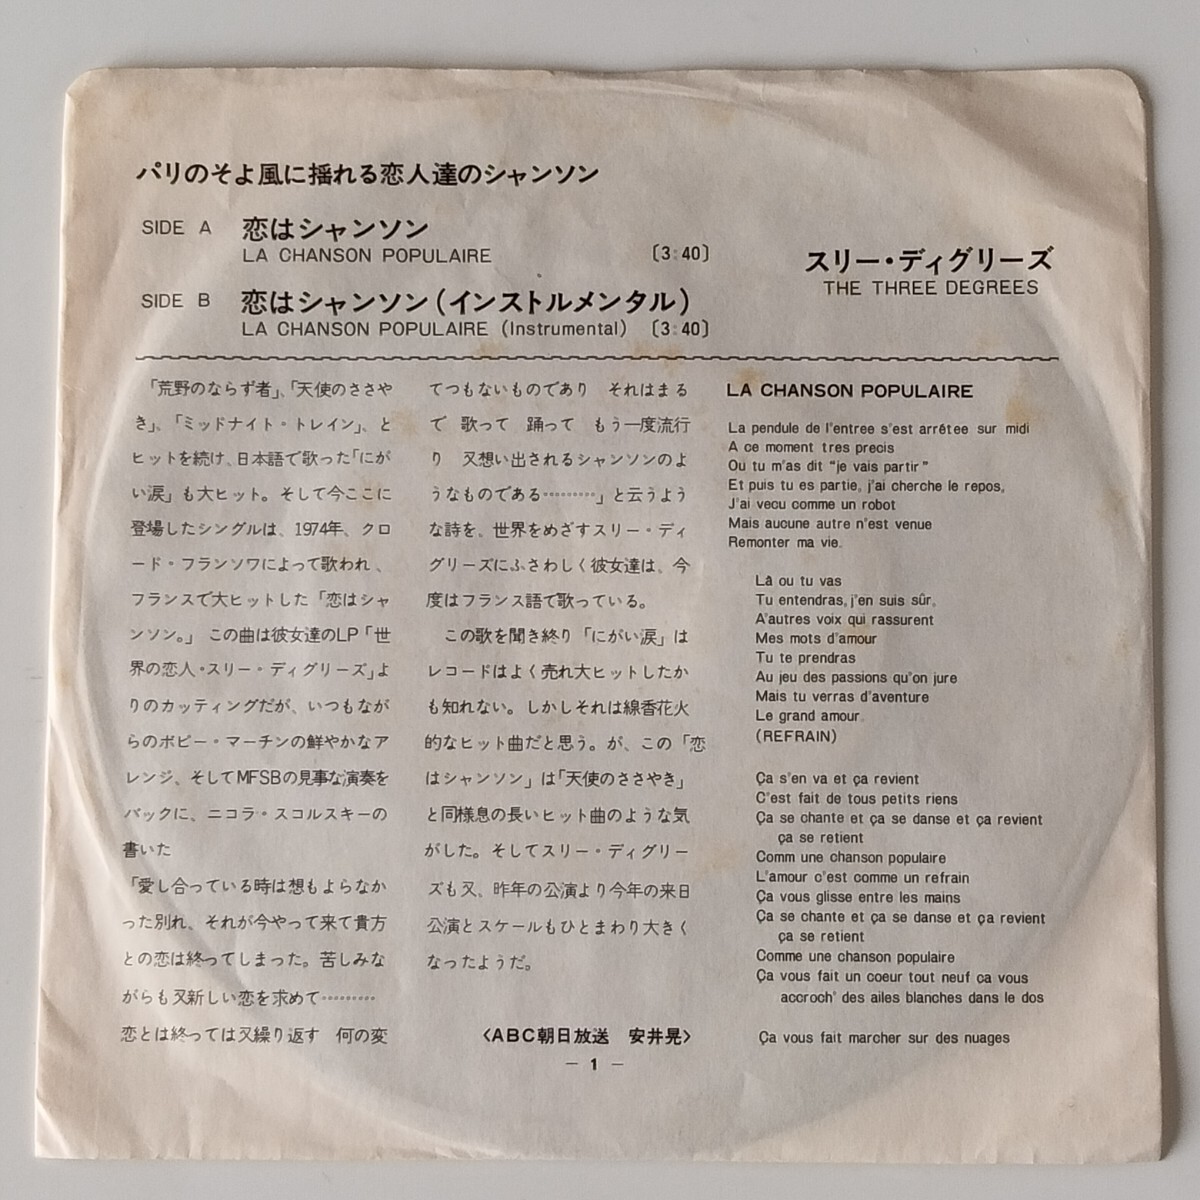 パリのそよ風に揺れる恋人達のシャンソン
SIDE A 恋はシャンソン
LA CHANSON POPULAIRE 〔3:40〕
SIDE B 恋はシャンソン(インストルメンタル)
LA CHANSON POPULAIRE (Instrumental) 〔3:40〕
スリー・ディグリーズ
THE THREE DEGREES
「荒野のならず者」、「天使のささや
き」、「ミッドナイト・トレイン」、と
ヒットを続け、日本語で歌った「にが
い涙」も大ヒット。そして今ここに
登場したシングルは、1974年、クロ
ード・フランソワによって歌われ、
フランスで大ヒットした「恋はシャ
ンソン。」 この曲は彼女達のLP「世
界の恋人・スリー・ディグリーズ」よ
りのカッティングだが、いつもなが
らのボビー・マーチンの鮮やかなア
レンジ、そしてMFSBの見事な演奏を
バックに、ニコラ・スコルスキーの
書いた
「愛し合っている時は想もよらなか
った別れ、それが今やって来て貴方
との恋は終ってしまった。苦しみな
がらも又新しい恋を求めて………
恋とは終っては又繰り返す 何の変
てつもないものであり それはまる
で 歌って 踊って もう一度流行
り 又想い出されるシャンソンのよ
うなものである………」と云うよう
な詩を、世界をめざすスリー・ディ
グリーズにふさわしく彼女達は、今
度はフランス語で歌っている。
この歌を聞き終り「にがい涙」は
レコードはよく売れ大ヒットしたか
も知れない。しかしそれは線香花火
的なヒット曲だと思う。が、この「恋
はシャンソン」は「天使のささやき」
と同様息の長いヒット曲のような気
がした。そしてスリー・ディグリー
ズも又、昨年の公演より今年の来日
公演とスケールもひとまわり大きく
なったようだ。
〈ABC朝日放送 安井晃〉
LA CHANSON POPULAIRE
La pendule de l'entree s'est arrêtee sur midi
A ce moment tres precis
Ou tu m'as dit “je vais partir”
Et puis tu es partie, j'ai cherche le repos,
J'ai vecu comme un robot
Mais aucune autre n'est venue
Remonter ma vie.
Lâ ou tu vas
Tu entendras, j'en suis sûr,
A'autres voix qui rassurent
Mes mots d'amour
Tu te prendras
Au jeu des passions qu'on jure
Mais tu verras d'aventure
Le grand amour.
(REFRAIN)
Ça s'en va et ça revient
C'est fait de tous petits riens
Ça se chante et ça se danse et ça revient
ça se retient
Comm une chanson populaire
L'amour c'est comme un refrain
Ça vous glisse entre les mains
Ça se chante et ça se danse et ça revient
ça se retient
Comme une chanson populaire
Ça vous fait un coeur tout neuf ca vous
accroch' des ailes blanches dans le dos
Ça vous fait marcher sur des nuages
— 1 —